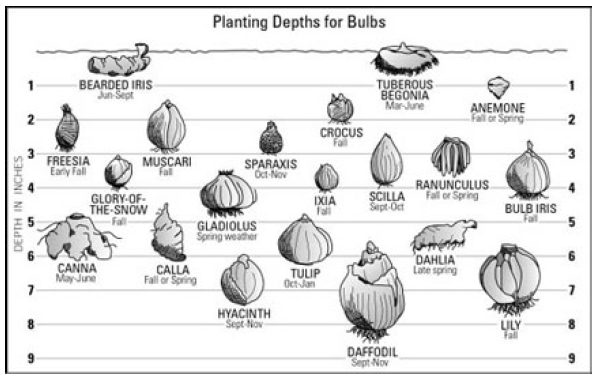 Planting Depths for Bulbs
DEPTH IN INCHES
1 1
BEARDED IRIS
Jun-Sept
TUBEROUS
BEGONIA
Mar-June
ANEMONE
Fall or Spring
2 2
CROCUS
Fall
3 3
FREESIA
Early Fall
MUSCARI
Fall
SPARAXIS
Oct-Nov
4 4
GLORY-OF-
THE-SNOW
Fall
GLADIOLUS
Spring weather
IXIA
Fall
SCILLA
Sept-Oct
RANUNCULUS
Fall or Spring
BULB IRIS
Fall
5 5
6 6
CANNA
May-June
CALLA
Fall or Spring
TULIP
Oct-Jan
DAHLIA
Late spring
7 7
HYACINTH
Sept-Nov
8 8
LILY
Fall
DAFFODIL
Sept-Nov
9 9